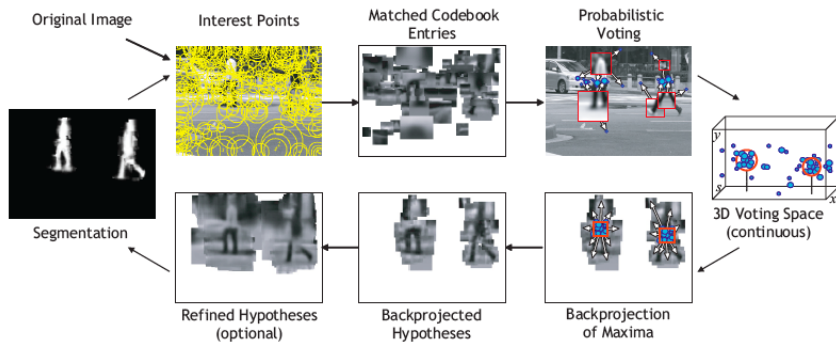 Original Image
Interest Points
Matched Codebook
Entries
Probabilistic
Voting
y
s
x
3D Voting Space
(continuous)
Segmentation
Refined Hypotheses
(optional)
Backprojected
Hypotheses
Backprojection
of Maxima